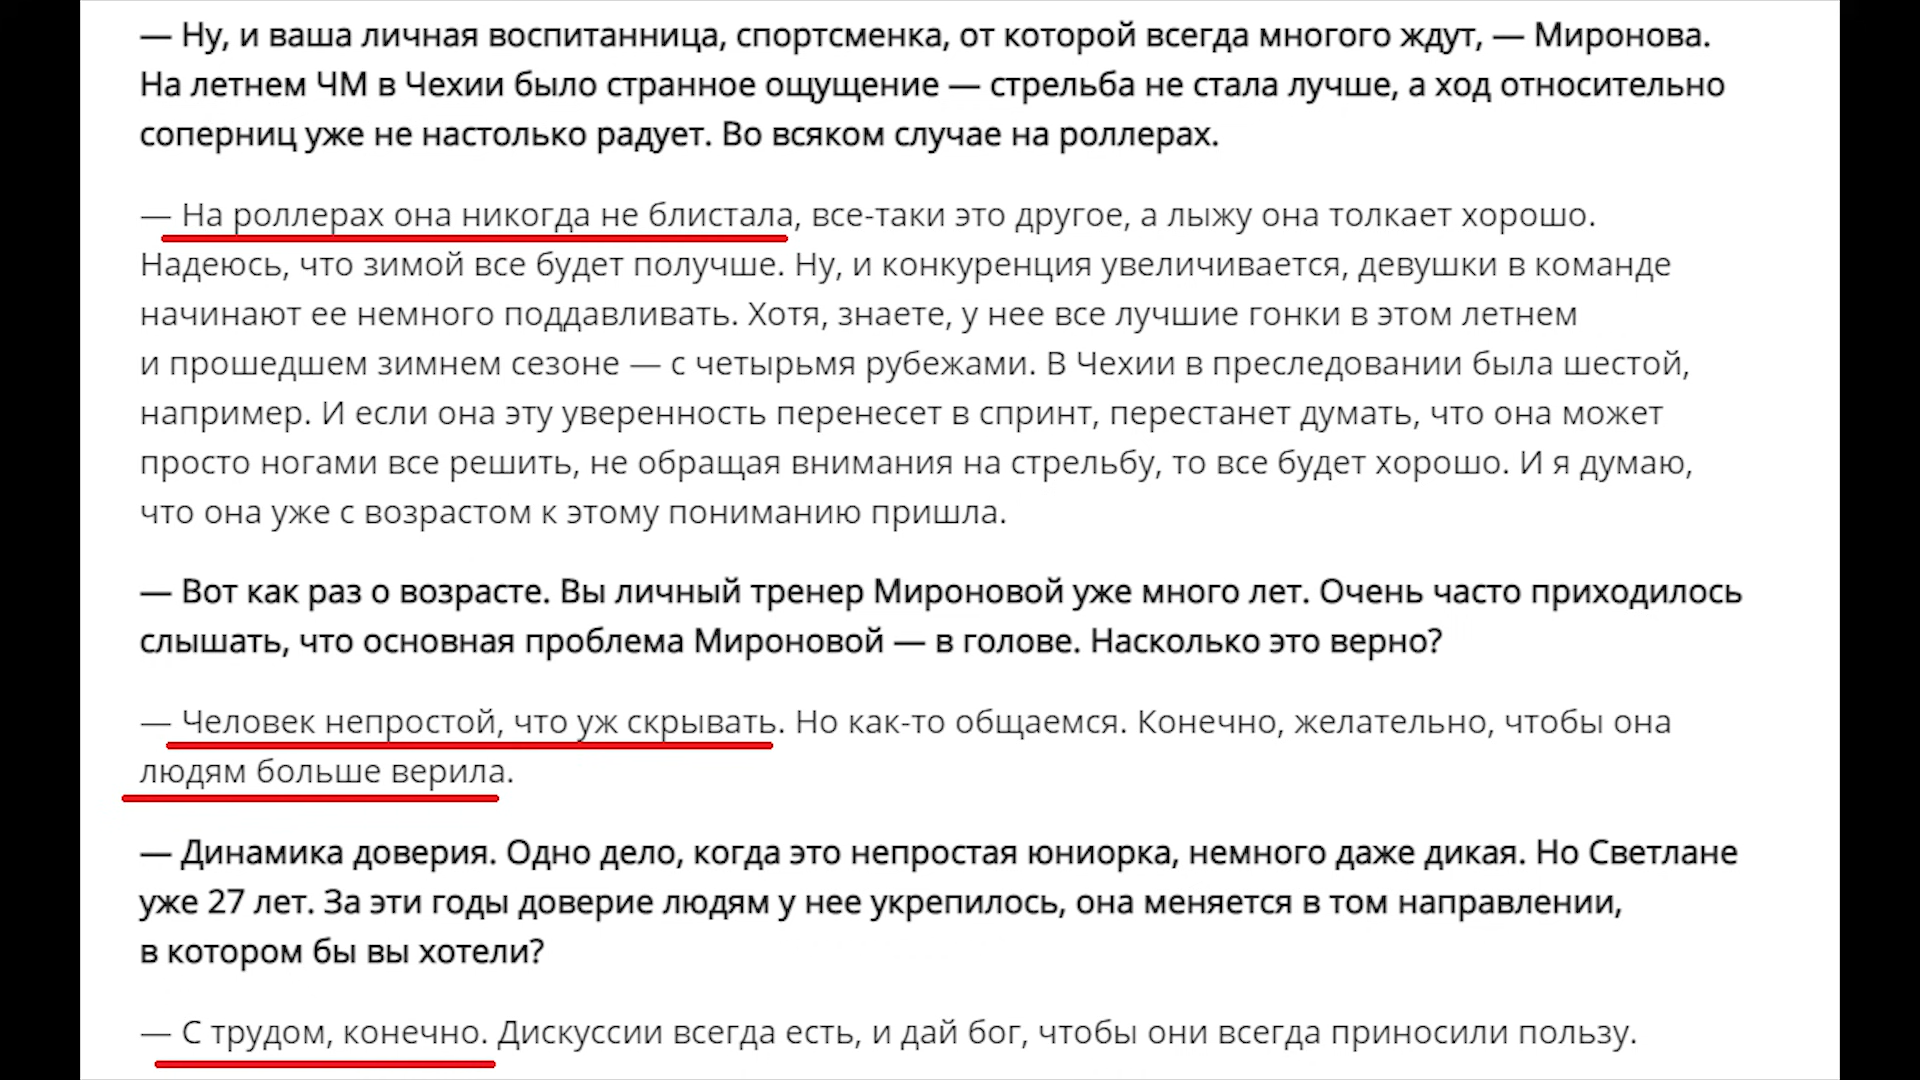 — Ну, и ваша личная воспитанница, спортсменка, от которой всегда многого ждут, — Миронова.
На летнем ЧМ в Чехии было странное ощущение — стрельба не стала лучше, а ход относительно
соперниц уже не настолько радует. Во всяком случае на роллерах.
— На роллерах она никогда не блистала, все-таки это другое, а лыжу она толкает хорошо.
Надеюсь, что зимой все будет получше. Ну, и конкуренция увеличивается, девушки в команде
начинают ее немного поддавливать. Хотя, знаете, у нее все лучшие гонки в этом летнем
и прошедшем зимнем сезоне — с четырьмя рубежами. В Чехии в преследовании была шестой,
например. И если она эту уверенность перенесет в спринт, перестанет думать, что она может
просто ногами все решить, не обращая внимания на стрельбу, то все будет хорошо. И я думаю,
что она уже с возрастом к этому пониманию пришла.
— Вот как раз о возрасте. Вы личный тренер Мироновой уже много лет. Очень часто приходилось
слышать, что основная проблема Мироновой — в голове. Насколько это верно?
— Человек непростой, что уж скрывать. Но как-то общаемся. Конечно, желательно, чтобы она
людям больше верила.
— Динамика доверия. Одно дело, когда это непростая юниорка, немного даже дикая. Но Светлане
уже 27 лет. За эти годы доверие людям у нее укрепилось, она меняется в том направлении,
в котором бы вы хотели?
— С трудом, конечно. Дискуссии всегда есть, и дай бог, чтобы они всегда приносили пользу.